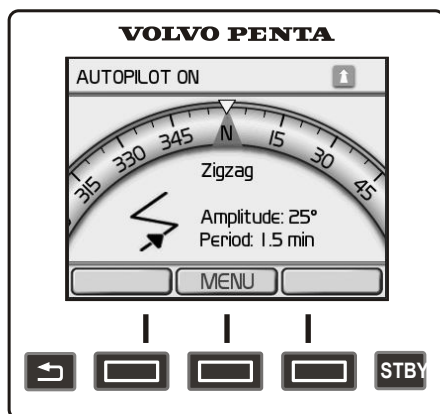 VOLVO PENTA
AUTOPILOT ON
315 330 345 N 15 30 45
Zigzag
Amplitude: 25°
Period: 1.5 min
MENU
STBY